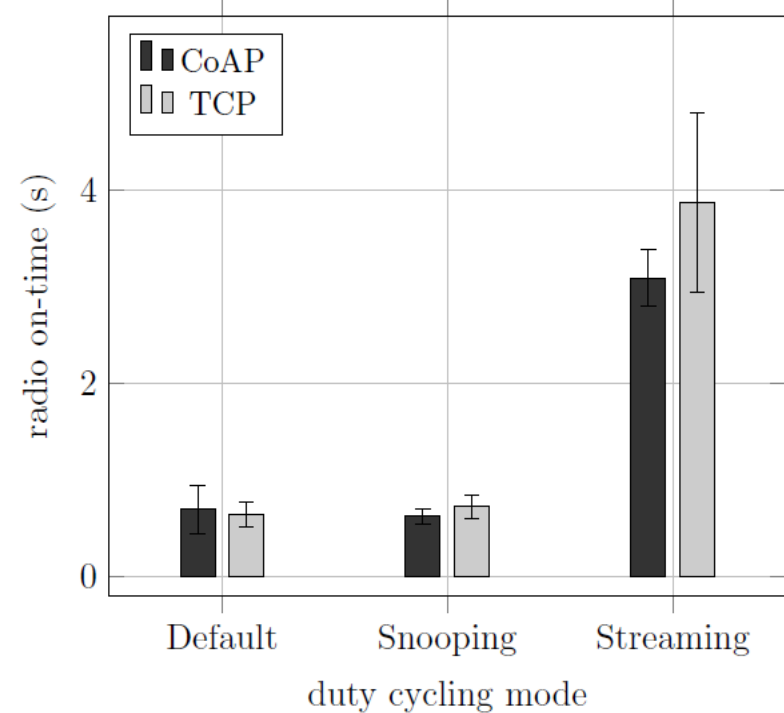 CoAP
TCP
radio on-time (s)
4
2
0
Default Snooping Streaming
duty cycling mode